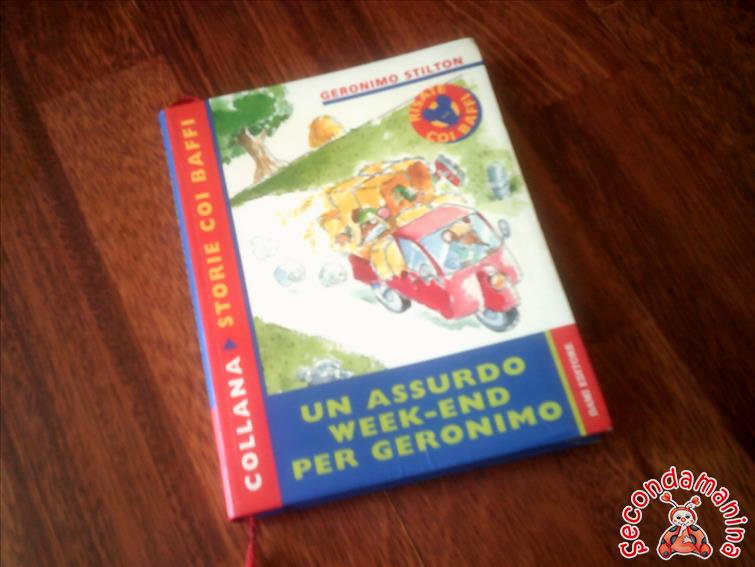 GERONIMO STILTON
RISATE
COI BAFFI
COLLANA STORIE COI BAFFI
UN ASSURDO
WEEK-END
PER GERONIMO
DAMI EDITORE
secondamanina